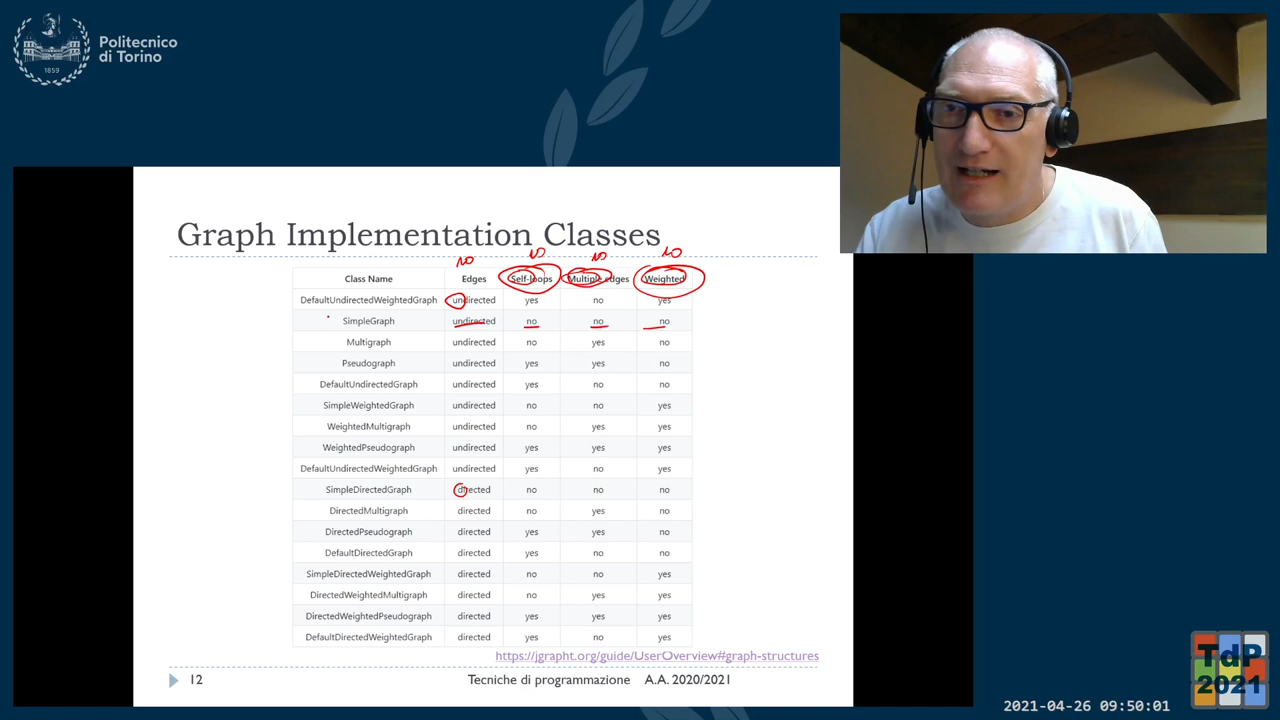 Politecnico
di Torino
1859
Graph Implementation Classes
NO NO NO NO
Class Name Edges Self-loops Multiple edges Weighted
DefaultUndirectedWeightedGraph undirected yes no yes
SimpleGraph undirected no no no
Multigraph undirected no yes no
Pseudograph undirected yes yes no
DefaultUndirectedGraph undirected yes no no
SimpleWeightedGraph undirected no no yes
WeightedMultigraph undirected no yes yes
WeightedPseudograph undirected yes yes yes
DefaultUndirectedWeightedGraph undirected yes no yes
SimpleDirectedGraph directed no no no
DirectedMultigraph directed no yes no
DirectedPseudograph directed yes yes no
DefaultDirectedGraph directed yes no no
SimpleDirectedWeightedGraph directed no no yes
DirectedWeightedMultigraph directed no yes yes
DirectedWeightedPseudograph directed yes yes yes
DefaultDirectedWeightedGraph directed yes no yes
https://jgrapht.org/guide/UserOverview#graph-structures
12 Tecniche di programmazione A.A. 2020/2021
TdP
2021
2021-04-26 09:50:01